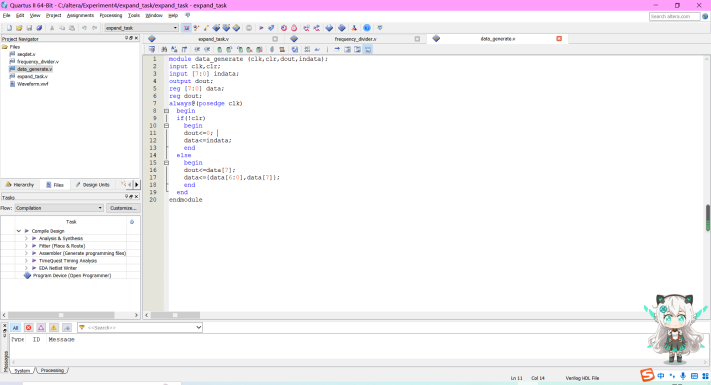 Quartus II 64-Bit - C:/altera/Experiment4/expand_task/expand_task - expand_task
File Edit View Project Assignments Processing Tools Window Help
Search altera.com
expand_task
Project Navigator
expand_task.v
frequency_divider.v
data_generate.v
Files
seqdet.v
frequency_divider.v
data_generate.v
expand_task.v
Waveform.vwf
1 module data_generate (clk,clr,dout,indata);
2 input clk,clr;
3 input [7:0] indata;
4 output dout;
5 reg [7:0] data;
6 reg dout;
7 always@(posedge clk)
8 begin
9 if(!clr)
10 begin
11 dout<=0;
12 data<=indata;
13 end
14 else
15 begin
16 dout<=data[7];
17 data<={data[6:0],data[7]};
18 end
19 end
20 endmodule
Hierarchy Files Design Units
Tasks
Flow: Compilation Customize...
Task
Compile Design
Analysis & Synthesis
Fitter (Place & Route)
Assembler (Generate programming files)
TimeQuest Timing Analysis
EDA Netlist Writer
Program Device (Open Programmer)
All
<<Search>>
Type ID Message
Messages
System Processing
Ln 11 Col 14 Verilog HDL File
中